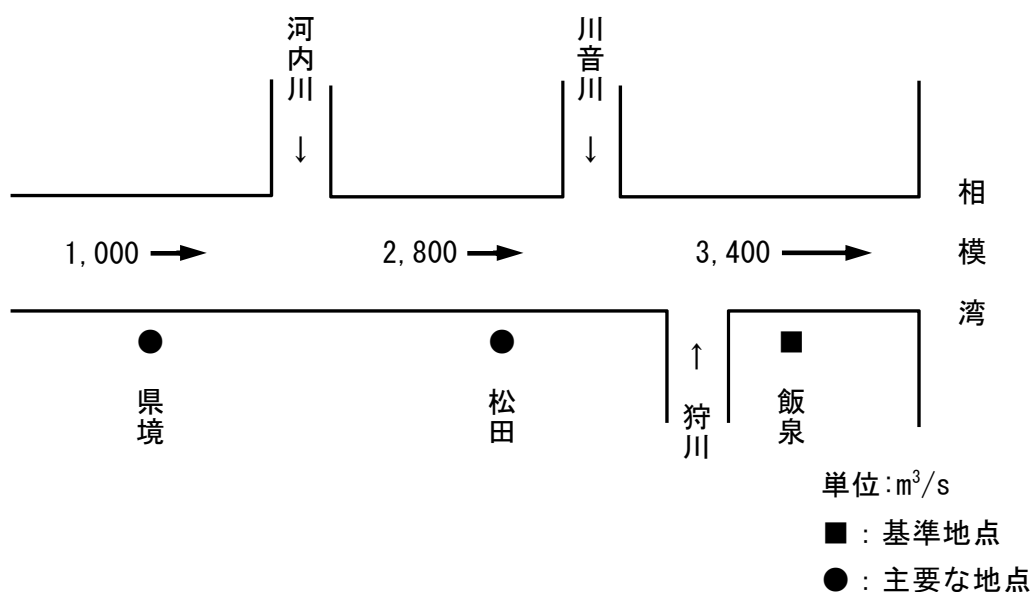 河内川
↓
川音川
↓
1,000 →
2,800 →
3,400 →
相模湾
県境
松田
↑
狩川
飯泉
単位:m³/s
■ : 基準地点
● : 主要な地点